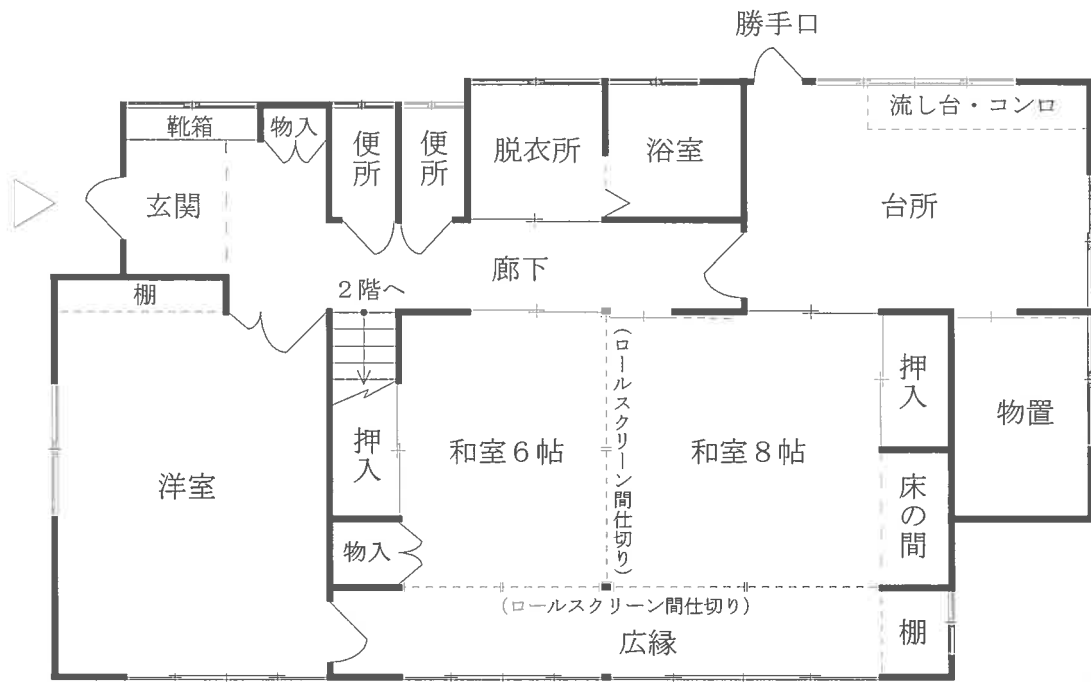 勝手口
流し台・コンロ
靴箱
物入
便所
便所
脱衣所
浴室
台所
玄関
廊下
棚
2階へ
(ロールスクリーン間仕切り)
押入
物置
押入
和室6帖
和室8帖
洋室
床の間
物入
(ロールスクリーン間仕切り)
広縁
棚